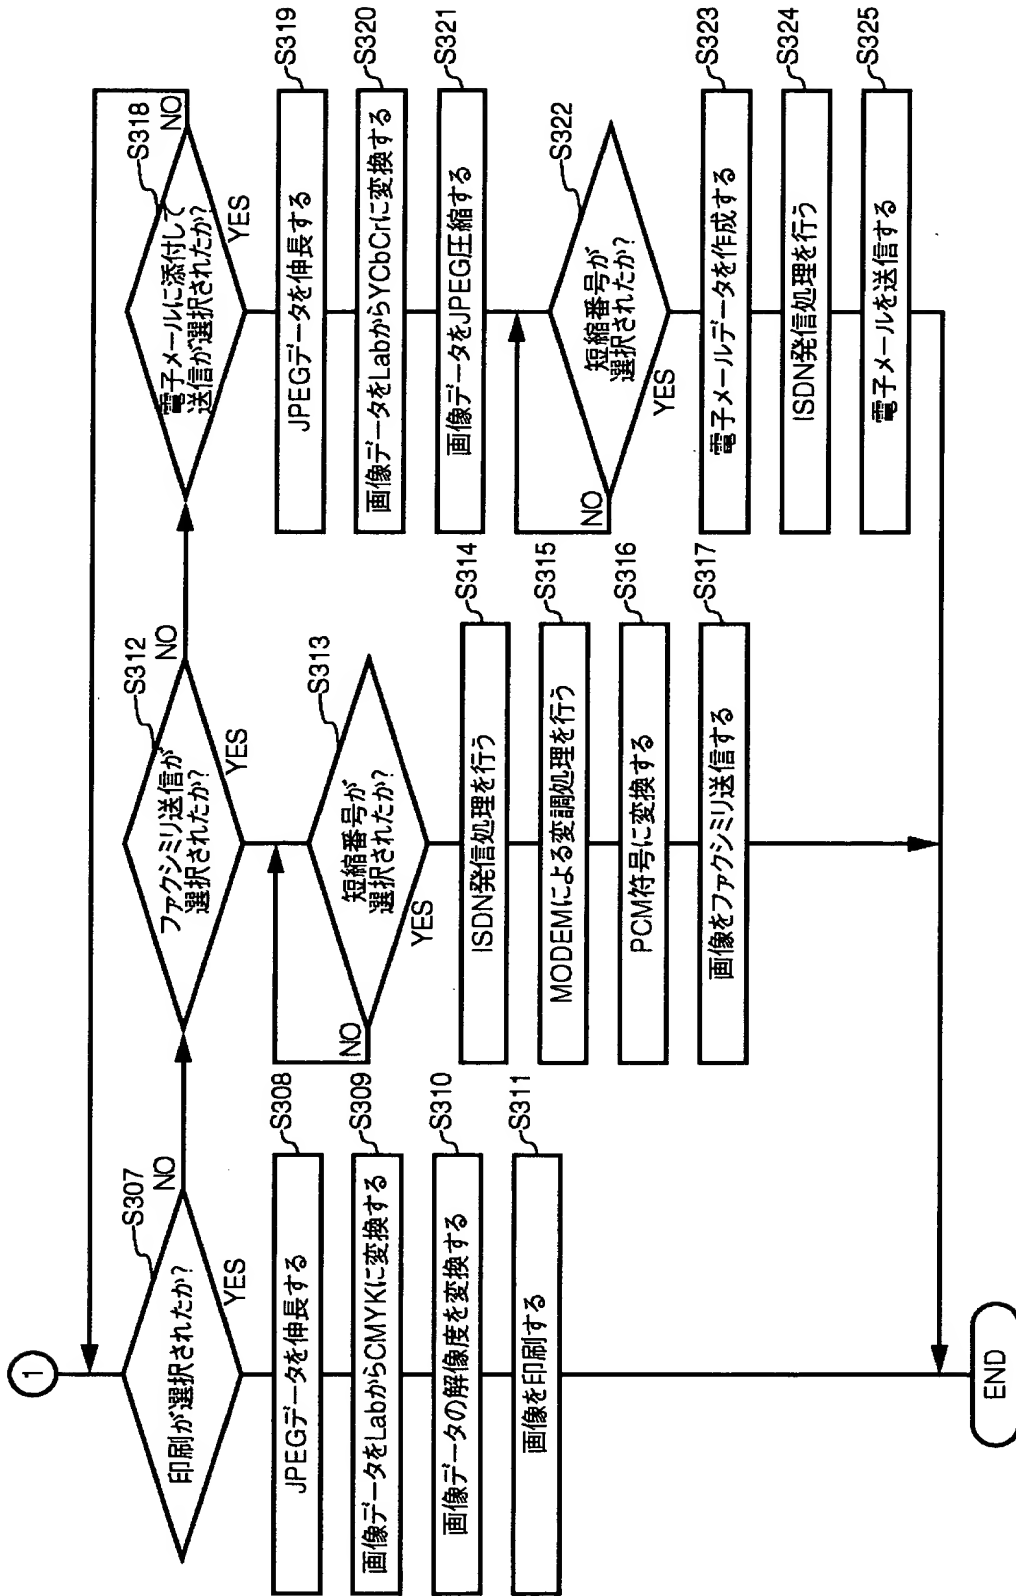 1
S307
印刷が選択されたか?
NO
YES
S308
JPEGデータを伸長する
S309
画像データをLabからCMYKに変換する
S310
画像データの解像度を変換する
S311
画像を印刷する
S312
ファクシミリ送信が
選択されたか?
NO
YES
S313
短縮番号が
選択されたか?
NO
YES
S314
ISDN発信処理を行う
S315
MODEMによる変調処理を行う
S316
PCM符号に変換する
S317
画像をファクシミリ送信する
S318
電子メールに添付して
送信が選択されたか?
NO
YES
S319
JPEGデータを伸長する
S320
画像データをLabからYCbCrに変換する
S321
画像データをJPEG圧縮する
S322
短縮番号が
選択されたか?
NO
YES
S323
電子メールデータを作成する
S324
ISDN発信処理を行う
S325
電子メールを送信する
END